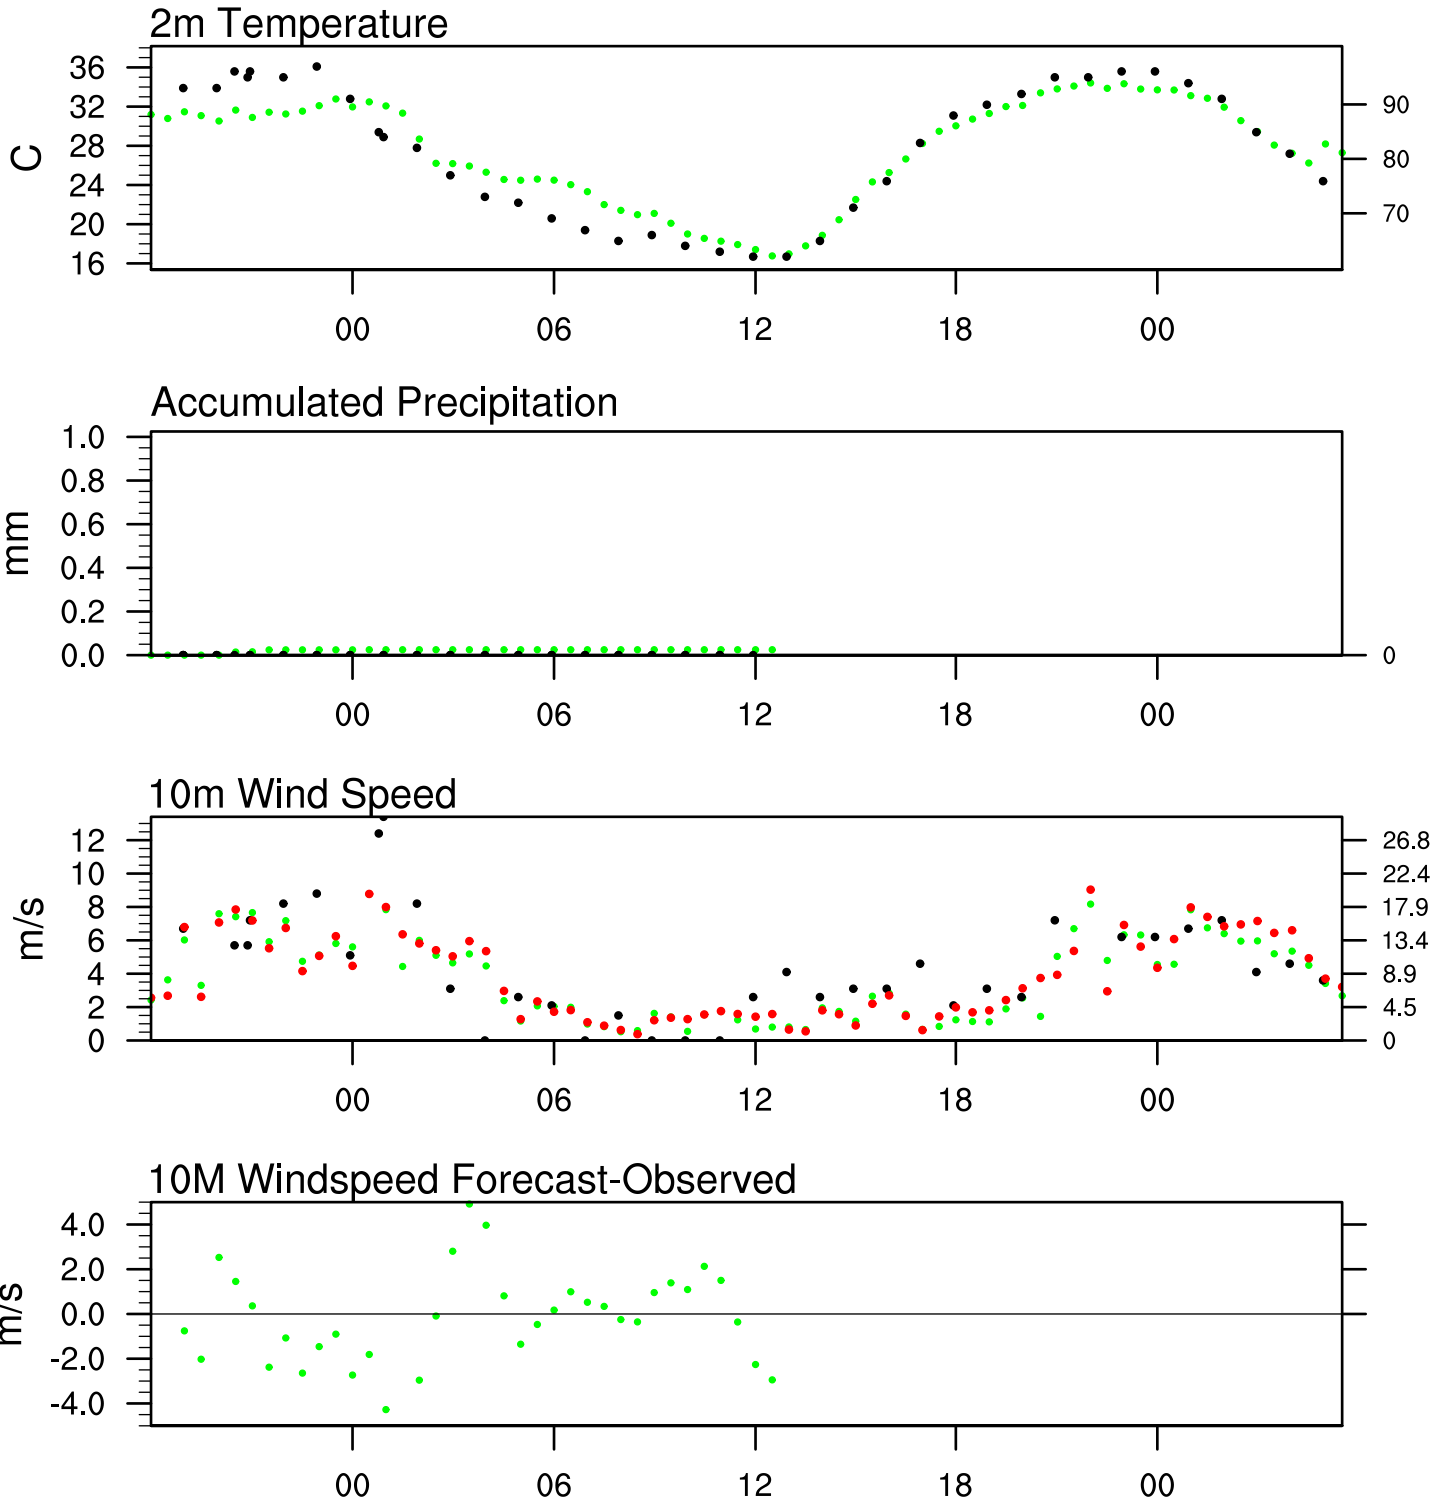 2m Temperature
36
32
28
24
20
16
C
90
80
70
00 06 12 18 00
Accumulated Precipitation
1.0
0.8
0.6
0.4
0.2
0.0
mm
0
00 06 12 18 00
10m Wind Speed
12
10
8
6
4
2
0
m/s
26.8
22.4
17.9
13.4
8.9
4.5
0
00 06 12 18 00
10M Windspeed Forecast-Observed
4.0
2.0
0.0
-2.0
-4.0
m/s
00 06 12 18 00